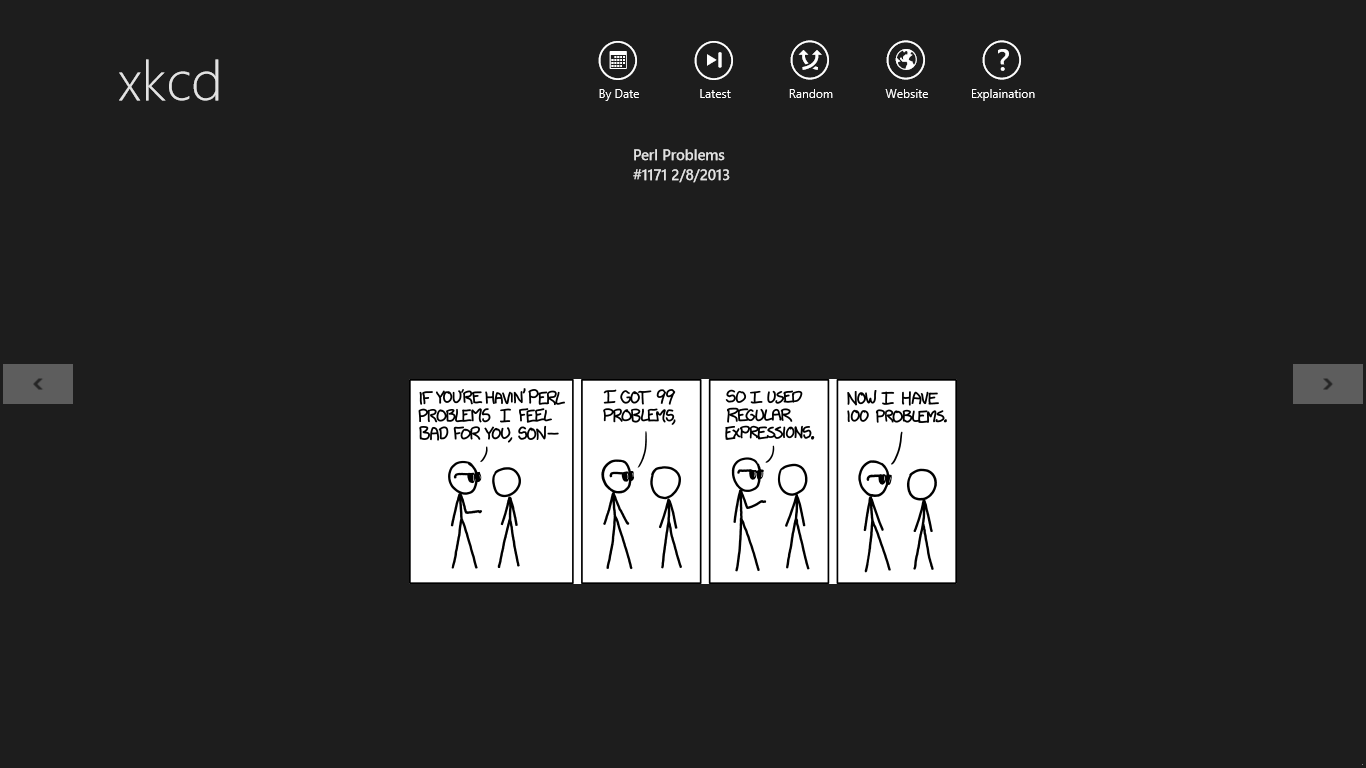 xkcd
By Date
Latest
Random
Website
Explaination
Perl Problems
#1171 2/8/2013
IF YOU'RE HAVIN' PERL
PROBLEMS I FEEL
BAD FOR YOU, SON—
I GOT 99
PROBLEMS,
SO I USED
REGULAR
EXPRESSIONS.
NOW I HAVE
100 PROBLEMS.